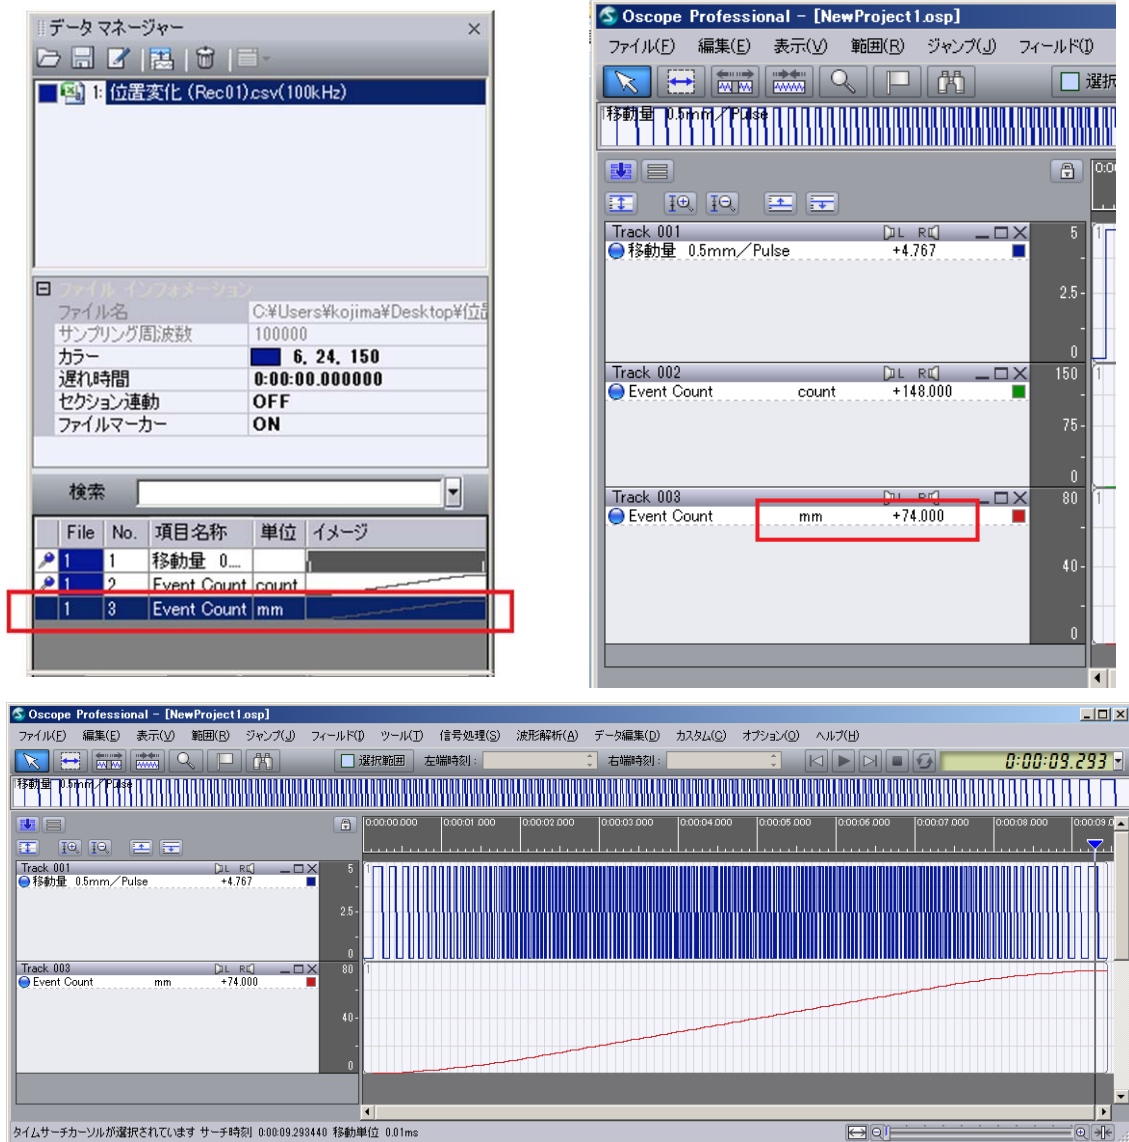 データ マネージャー
1: 位置変化 (Rec01).csv(100kHz)
ファイル インフォメーション
ファイル名 C:¥Users¥kojima¥Desktop¥位
サンプリング周波数 100000
カラー 6, 24, 150
遅れ時間 0:00:00.000000
セクション連動 OFF
ファイルマーカー ON
検索
File No. 項目名称 単位 イメージ
1 1 移動量 0....
1 2 Event Count count
1 3 Event Count mm
Oscope Professional - [NewProject1.osp]
ファイル(F) 編集(E) 表示(V) 範囲(R) ジャンプ(J) フィールド(I)
選択
移動量 0.5mm／Pulse
Track 001 L R
移動量 0.5mm／Pulse +4.767
5
2.5
0
Track 002 L R
Event Count count +148.000
150
75
0
Track 003 L R
Event Count mm +74.000
80
40
0
1
1
1
Oscope Professional - [NewProject1.osp]
ファイル(F) 編集(E) 表示(V) 範囲(R) ジャンプ(J) フィールド(I) ツール(T) 信号処理(S) 波形解析(A) データ編集(D) カスタム(C) オプション(O) ヘルプ(H)
選択範囲 左端時刻 : 右端時刻 : 0:00:09.293
移動量 0.5mm／Pulse
0:00:00.000 0:00:01.000 0:00:02.000 0:00:03.000 0:00:04.000 0:00:05.000 0:00:06.000 0:00:07.000 0:00:08.000 0:00:09.0
Track 001 L R
移動量 0.5mm／Pulse +4.767
5
2.5
0
1
Track 003 L R
Event Count mm +74.000
80
40
0
1
タイムサーチカーソルが選択されています サーチ時刻 0:00:09.293440 移動単位 0.01ms